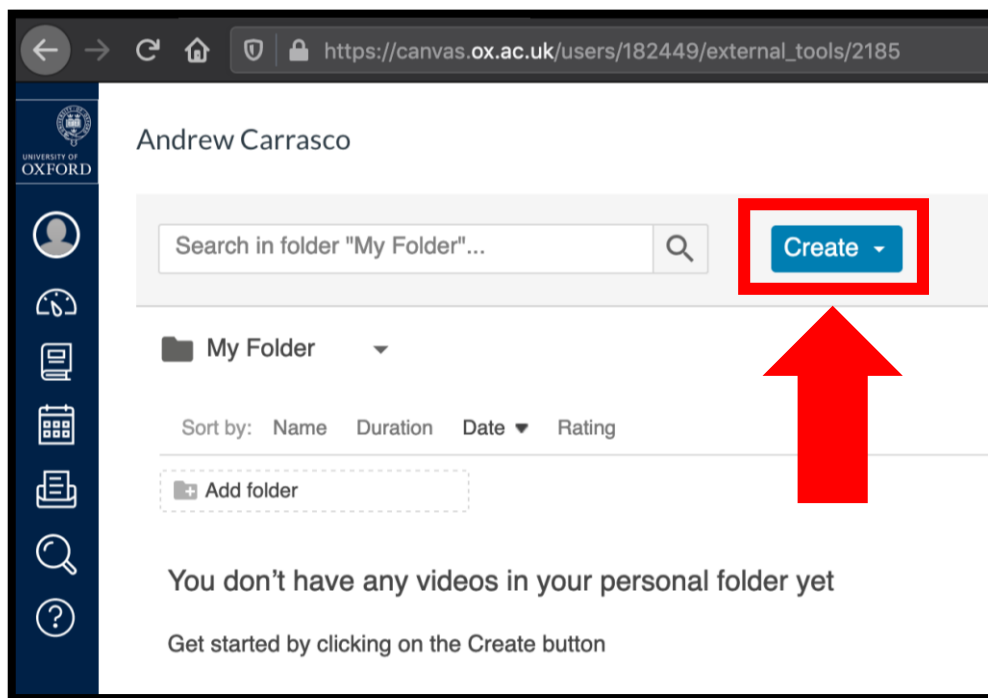 https://canvas.ox.ac.uk/users/182449/external_tools/2185
UNIVERSITY OF
OXFORD
Andrew Carrasco
Search in folder "My Folder"...
Create
My Folder
Sort by: Name Duration Date Rating
Add folder
You don’t have any videos in your personal folder yet
Get started by clicking on the Create button